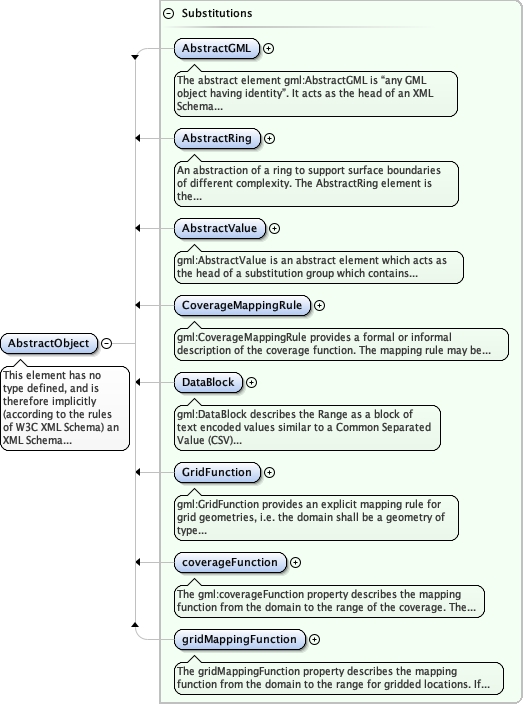 Substitutions
AbstractGML
The abstract element gml:AbstractGML is “any GML
object having identity”. It acts as the head of an XML
Schema...
AbstractRing
An abstraction of a ring to support surface boundaries
of different complexity. The AbstractRing element is
the...
AbstractValue
gml:AbstractValue is an abstract element which acts as
the head of a substitution group which contains...
CoverageMappingRule
gml:CoverageMappingRule provides a formal or informal
description of the coverage function. The mapping rule may be...
AbstractObject
This element has no
type defined, and is
therefore implicitly
(according to the rules
of W3C XML Schema) an
XML Schema...
DataBlock
gml:DataBlock describes the Range as a block of
text encoded values similar to a Common Separated
Value (CSV)...
GridFunction
gml:GridFunction provides an explicit mapping rule for
grid geometries, i.e. the domain shall be a geometry of
type...
coverageFunction
The gml:coverageFunction property describes the mapping
function from the domain to the range of the coverage. The...
gridMappingFunction
The gridMappingFunction property describes the mapping
function from the domain to the range for gridded locations. If...